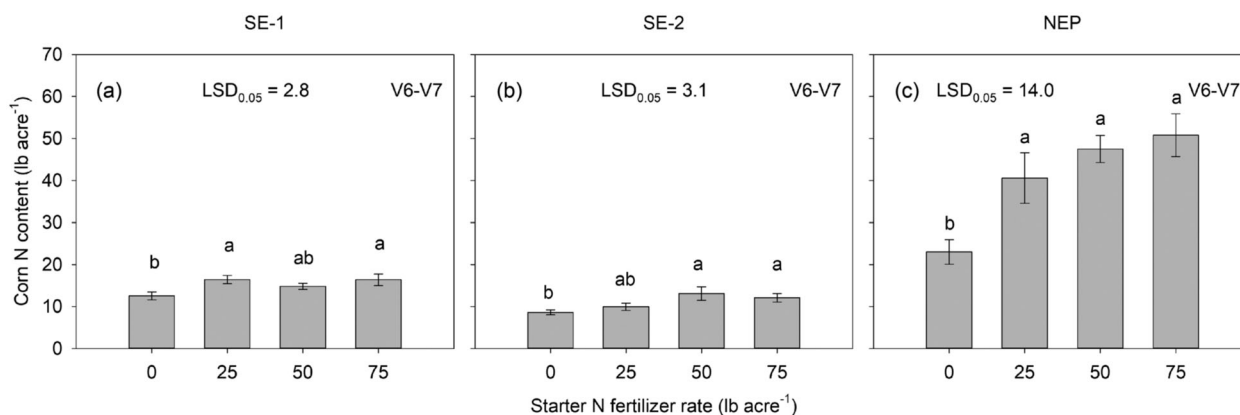 SE-1 SE-2 NEP
70
60
50
40
30
20
10
0
Corn N content (lb acre⁻¹)
(a) LSD₀.₀₅ = 2.8 V6-V7
b a ab a
0 25 50 75
(b) LSD₀.₀₅ = 3.1 V6-V7
b ab a a
0 25 50 75
(c) LSD₀.₀₅ = 14.0 V6-V7
b a a a
0 25 50 75
Starter N fertilizer rate (lb acre⁻¹)